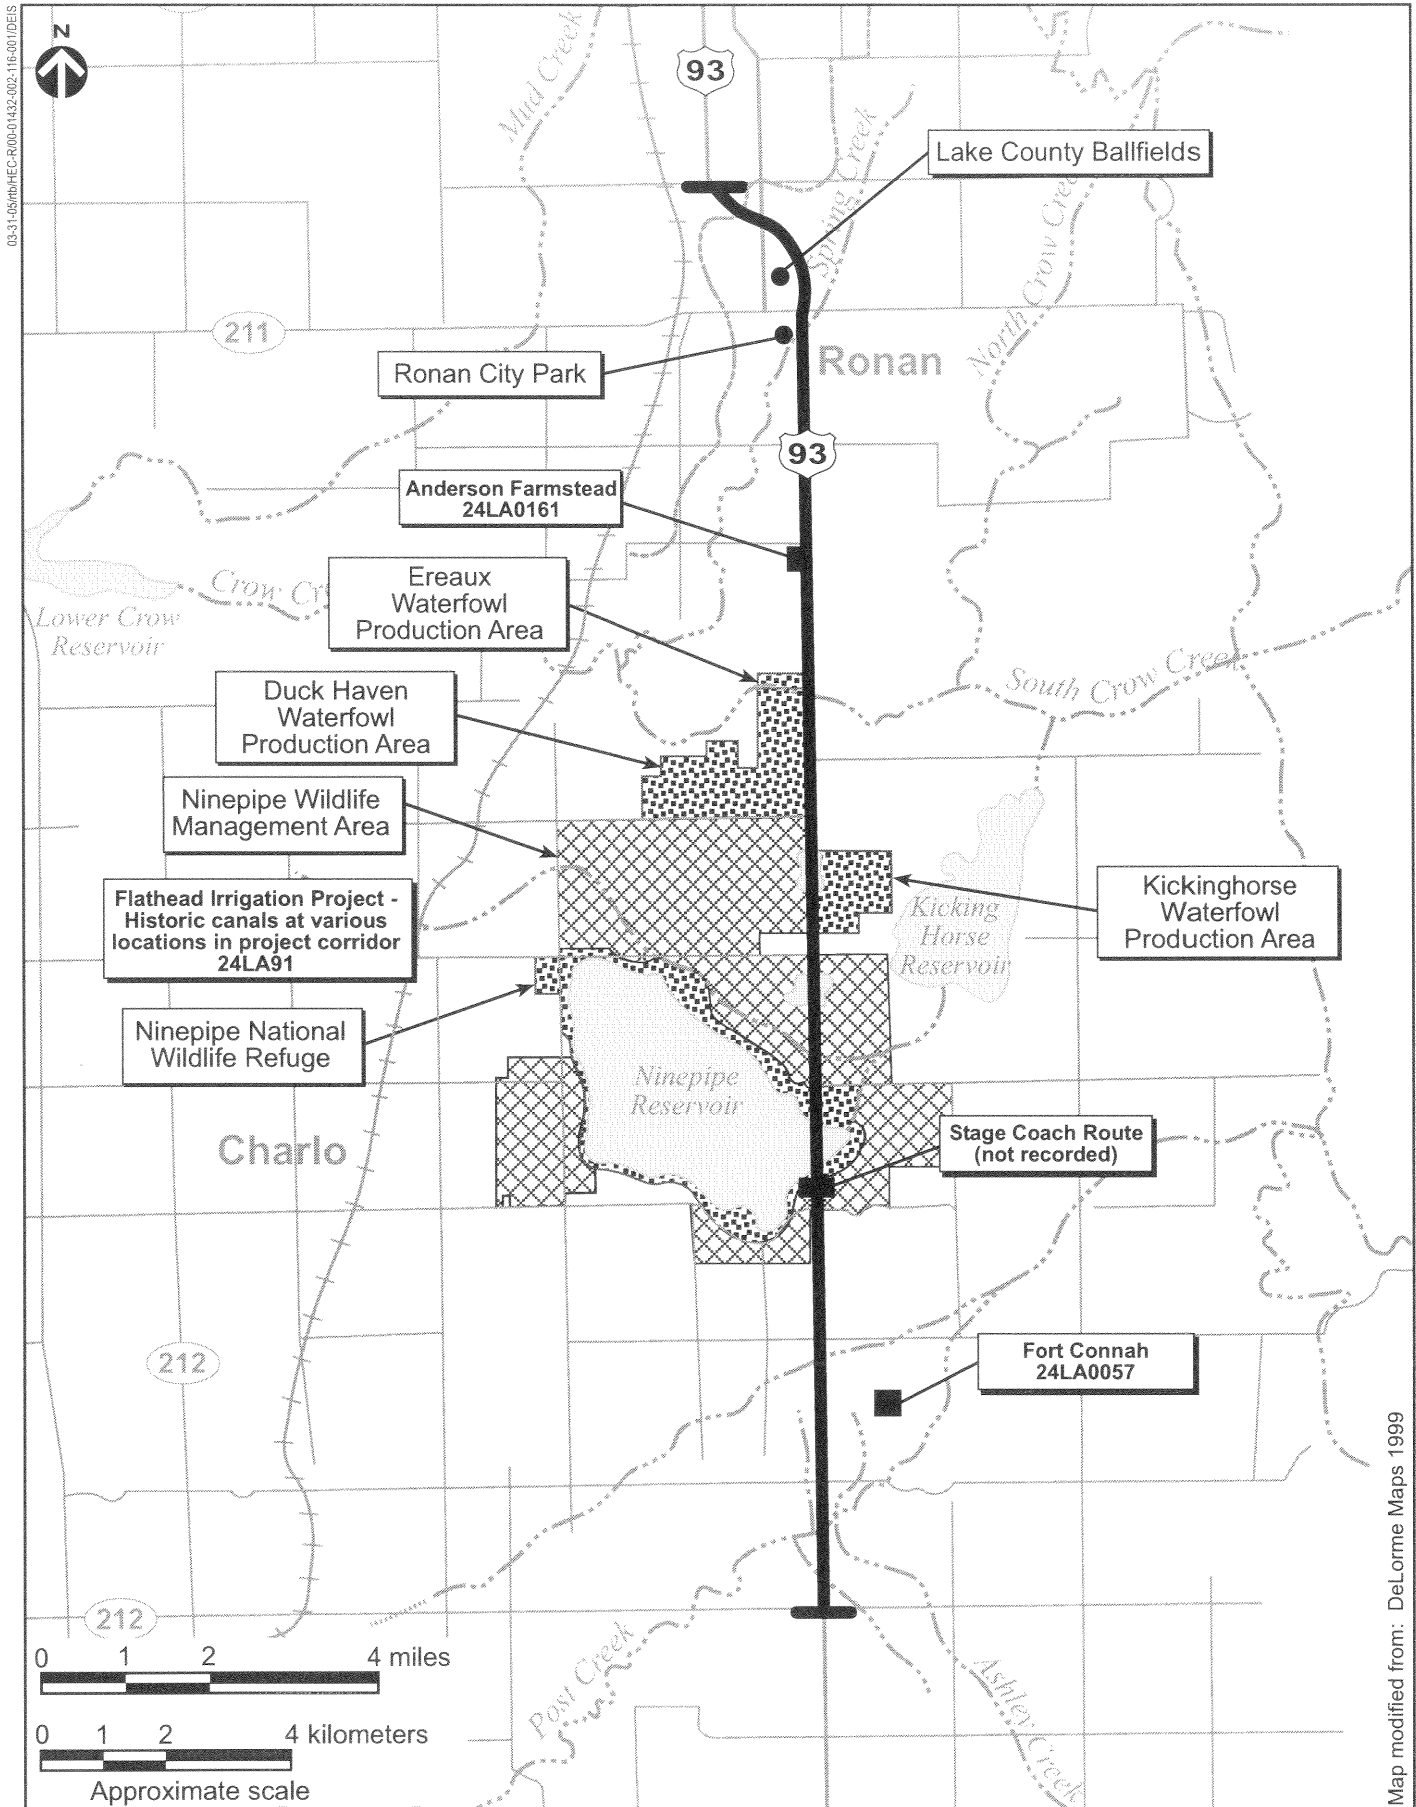 03-31-05/rtb/HEC-R/00-01432-002-116-001/DEIS
N
93
Mud Creek
Spring Creek
Lake County Ballfields
North Crow Creek
211
Ronan City Park
Ronan
93
Anderson Farmstead
24LA0161
Ereaux
Waterfowl
Production Area
Crow Cr
Lower Crow
Reservoir
South Crow Creek
Duck Haven
Waterfowl
Production Area
Ninepipe Wildlife
Management Area
Kickinghorse
Waterfowl
Production Area
Kicking
Horse
Reservoir
Flathead Irrigation Project -
Historic canals at various
locations in project corridor
24LA91
Ninepipe National
Wildlife Refuge
Ninepipe
Reservoir
Charlo
Stage Coach Route
(not recorded)
212
Fort Connah
24LA0057
212
Post Creek
Ashley Creek
0 1 2 4 miles
0 1 2 4 kilometers
Approximate scale
Map modified from: DeLorme Maps 1999